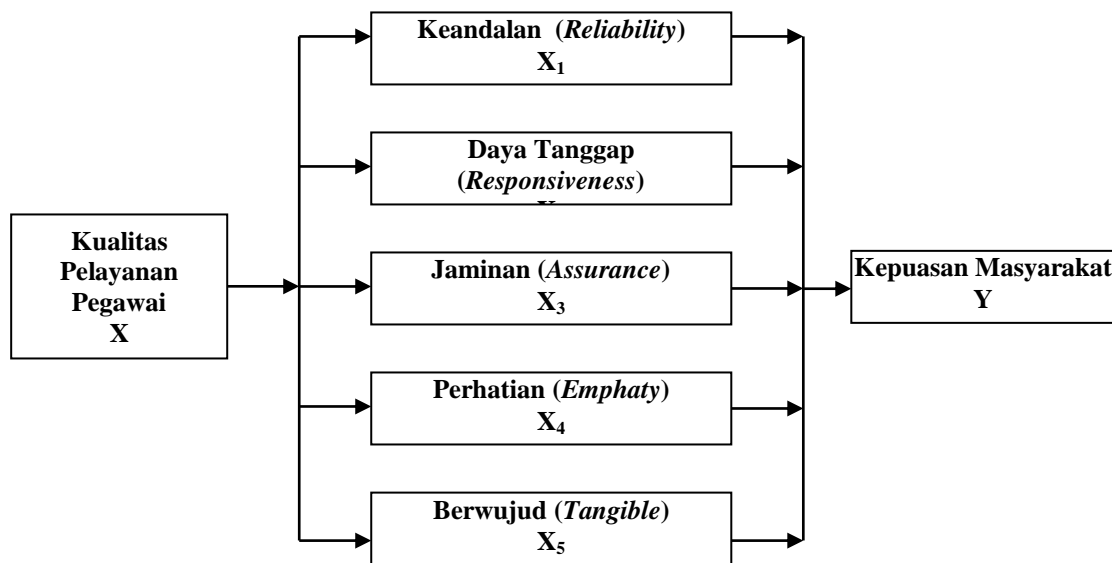 Keandalan (Reliability)
X₁
Daya Tanggap
(Responsiveness)
Kualitas
Pelayanan
Pegawai
X
Jaminan (Assurance)
X₃
Kepuasan Masyarakat
Y
Perhatian (Emphaty)
X₄
Berwujud (Tangible)
X₅